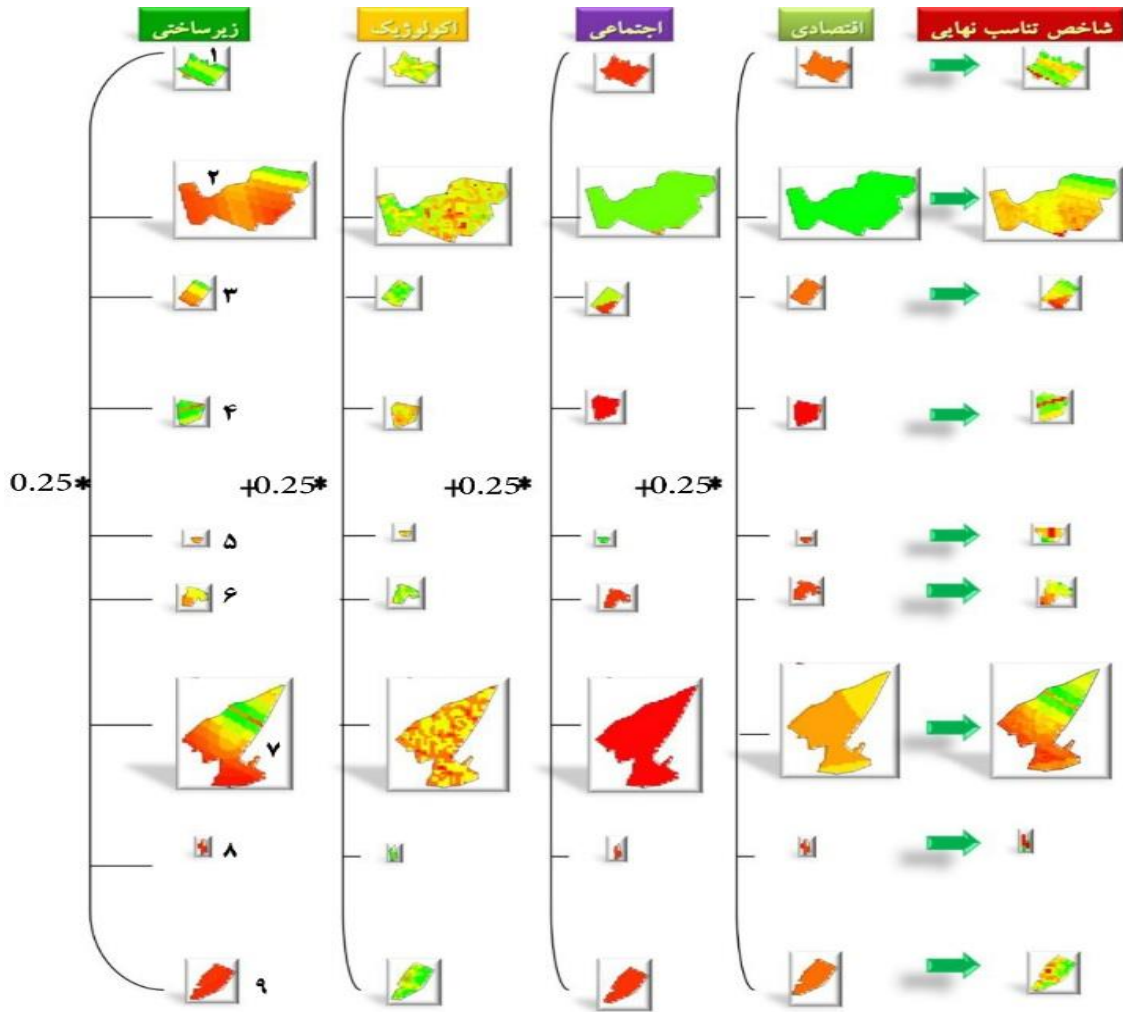 شاخص تناسب نهایی
اقتصادی
اجتماعی
اکولوژیک
زیرساختی
۱
۲
۳
۴
0.25*
+0.25*
+0.25*
+0.25*
۵
۶
۷
۸
۹